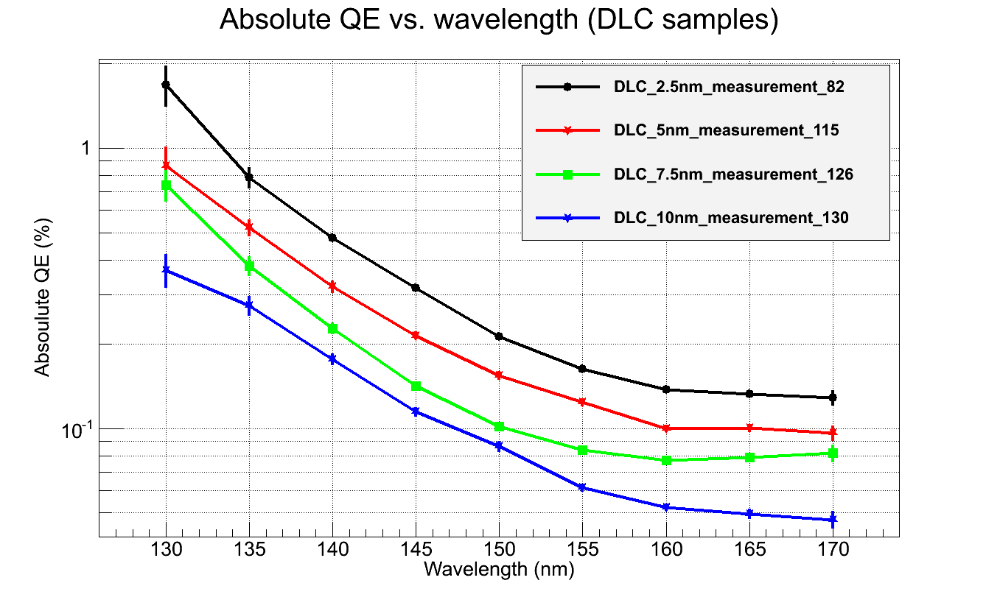 Absolute QE vs. wavelength (DLC samples)
DLC_2.5nm_measurement_82
DLC_5nm_measurement_115
DLC_7.5nm_measurement_126
DLC_10nm_measurement_130
Absoulute QE (%)
1
10⁻¹
130 135 140 145 150 155 160 165 170
Wavelength (nm)